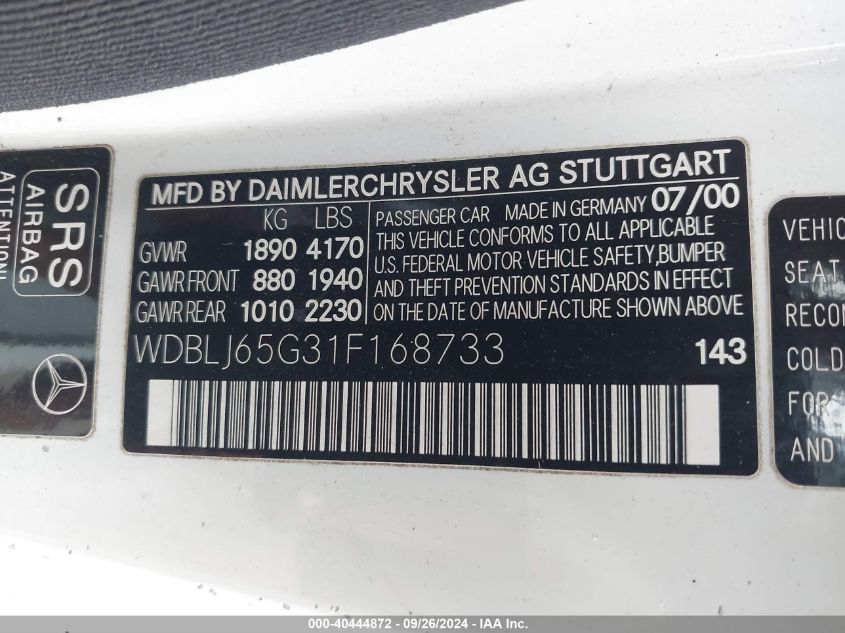 ATTENTION!
SRS
AIRBAG
MFD BY DAIMLERCHRYSLER AG STUTTGART
KG LBS
GVWR 1890 4170
GAWR FRONT 880 1940
GAWR REAR 1010 2230
PASSENGER CAR MADE IN GERMANY 07/00
THIS VEHICLE CONFORMS TO ALL APPLICABLE
U.S. FEDERAL MOTOR VEHICLE SAFETY,BUMPER
AND THEFT PREVENTION STANDARDS IN EFFECT
ON THE DATE OF MANUFACTURE SHOWN ABOVE
WDBLJ65G31F168733 143
VEHIC
SEAT
RECO
COLD
FOR
AND
000-40444872 - 09/26/2024 - IAA Inc.